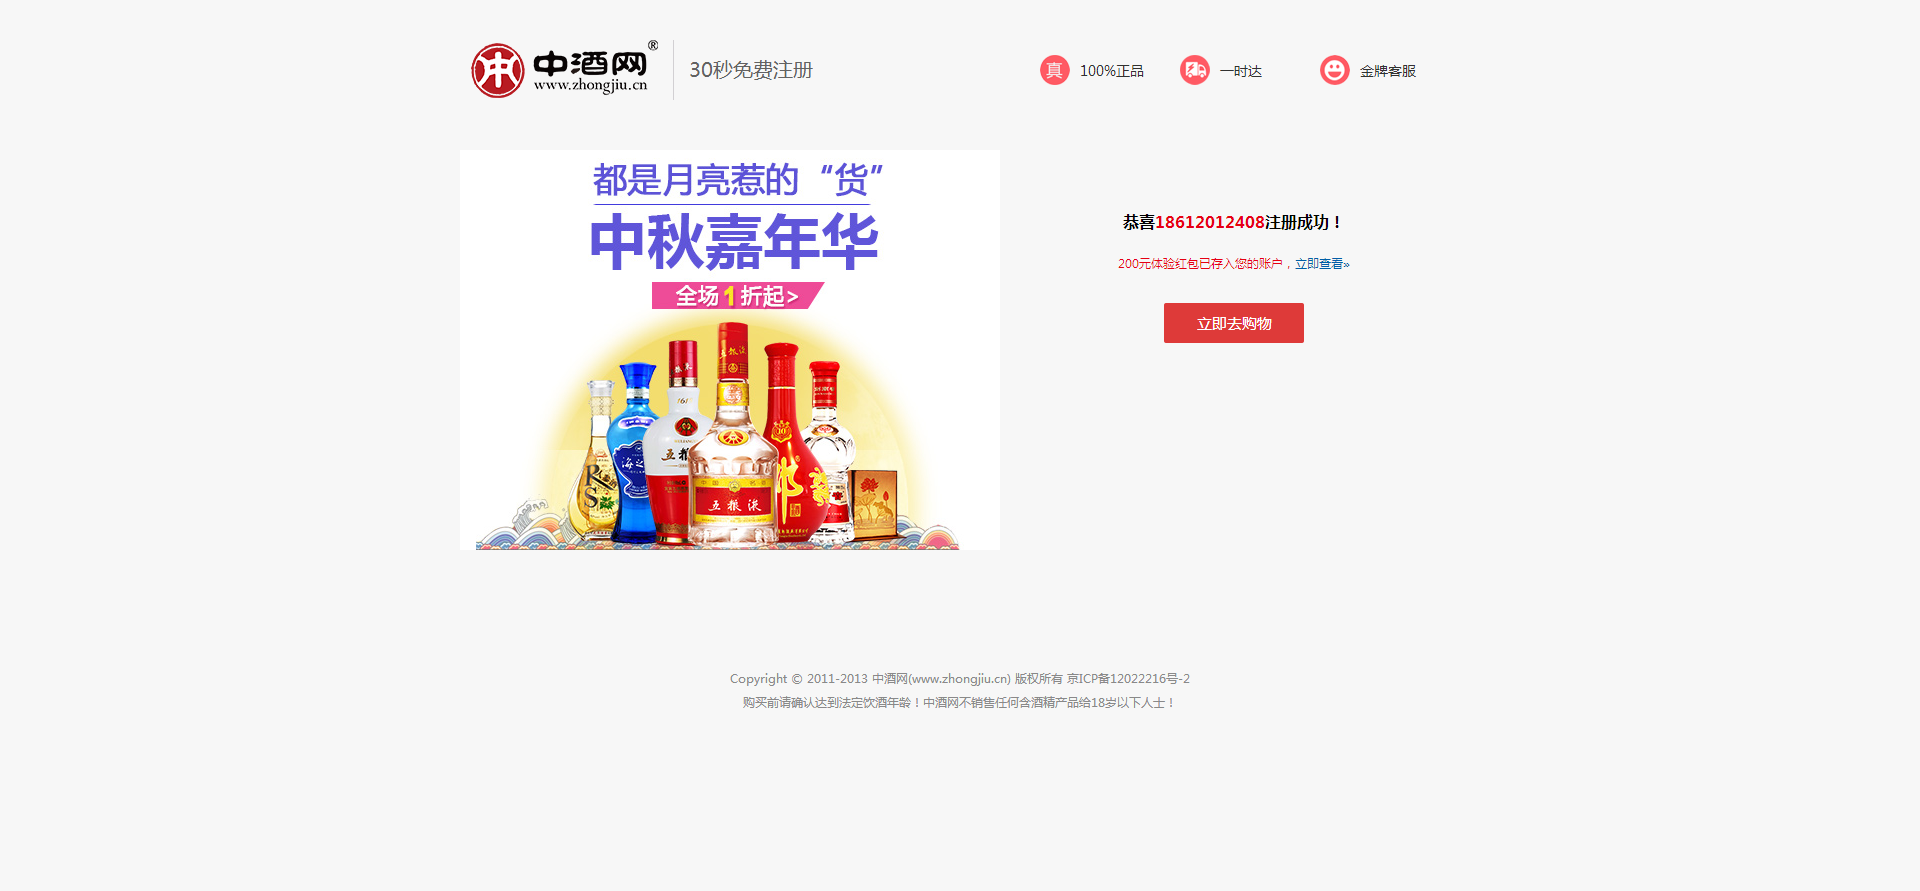 中酒网®
www.zhongjiu.cn
30秒免费注册
真 100%正品
一时达
金牌客服
都是月亮惹的“货”
中秋嘉年华
全场1折起>
恭喜18612012408注册成功！
200元体验红包已存入您的账户，立即查看»
立即去购物
海之
五粮
RS
五粮液
郎
Copyright © 2011-2013 中酒网(www.zhongjiu.cn) 版权所有 京ICP备12022216号-2
购买前请确认达到法定饮酒年龄！中酒网不销售任何含酒精产品给18岁以下人士！